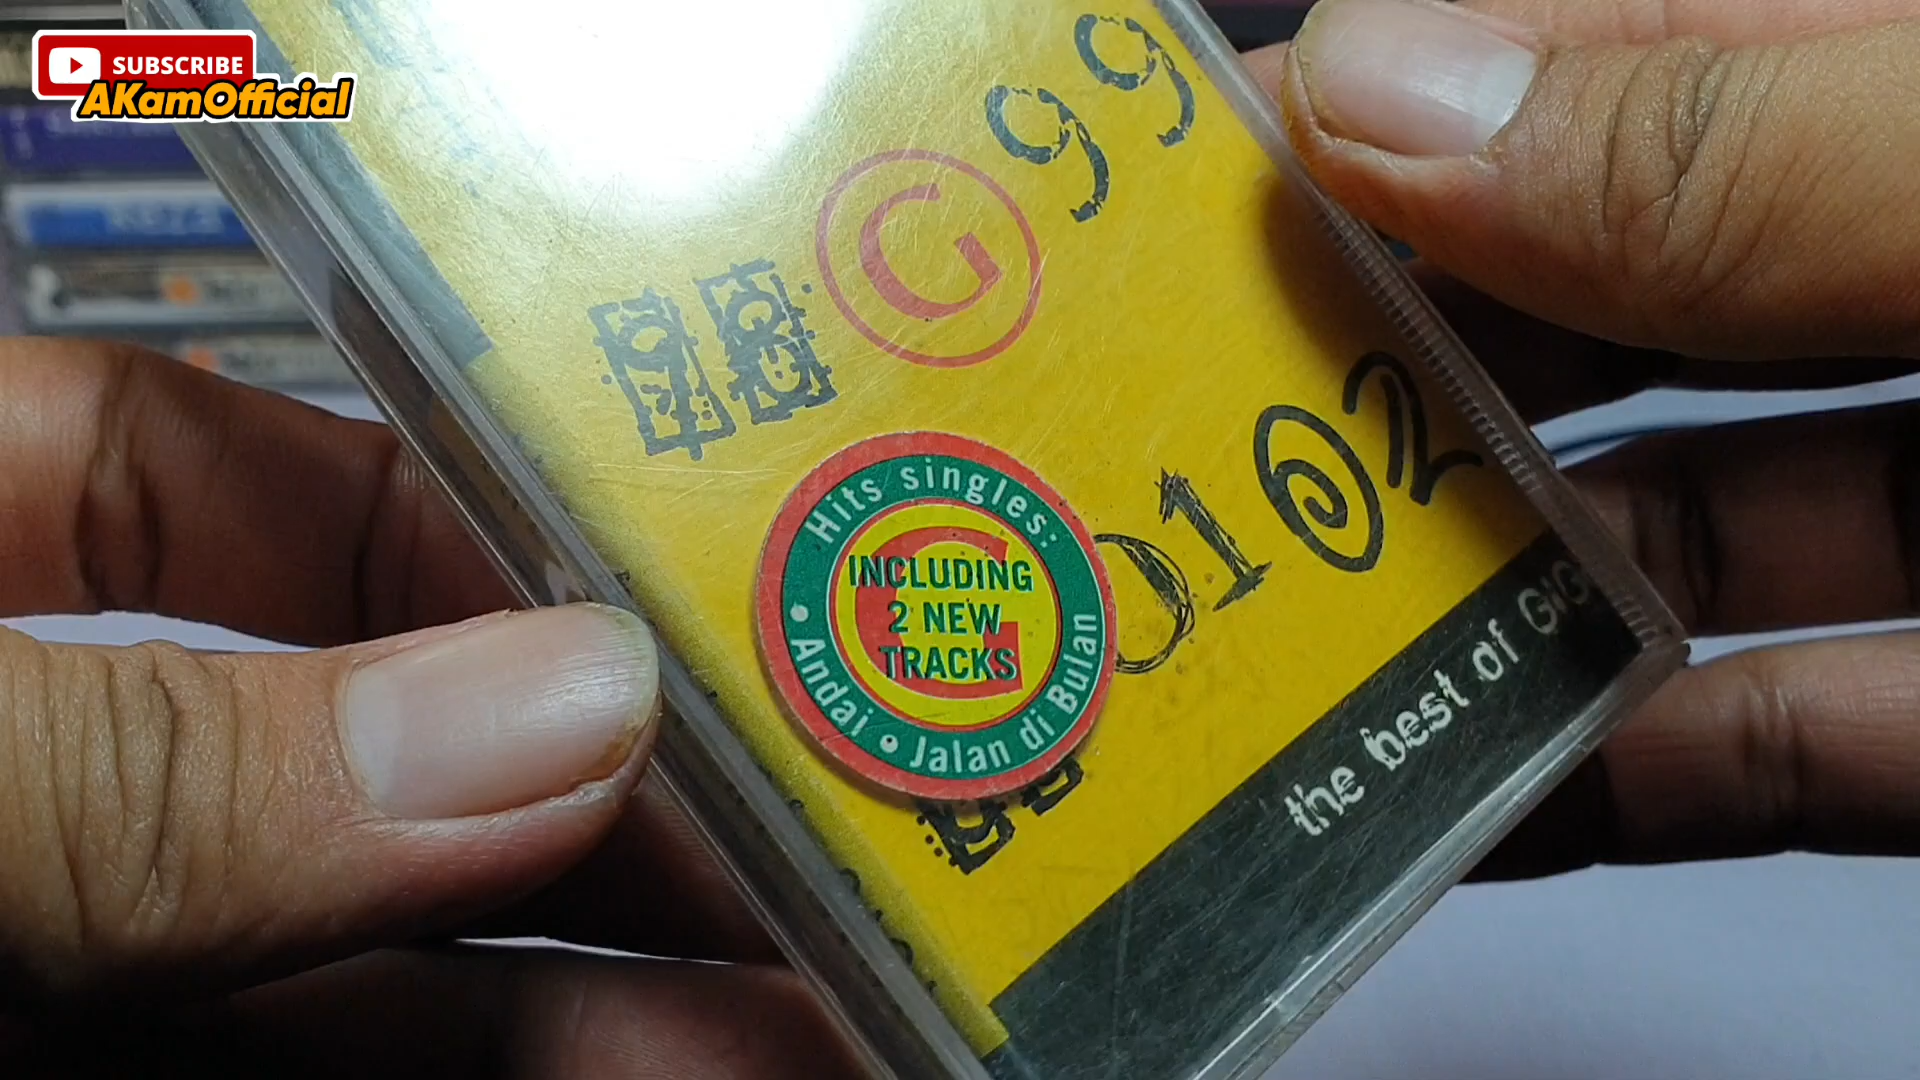 SUBSCRIBE
AKamOfficial
99
98
G
01 02
Hits singles:
INCLUDING
2 NEW
TRACKS
• Andai • Jalan di Bulan
the best of GIG